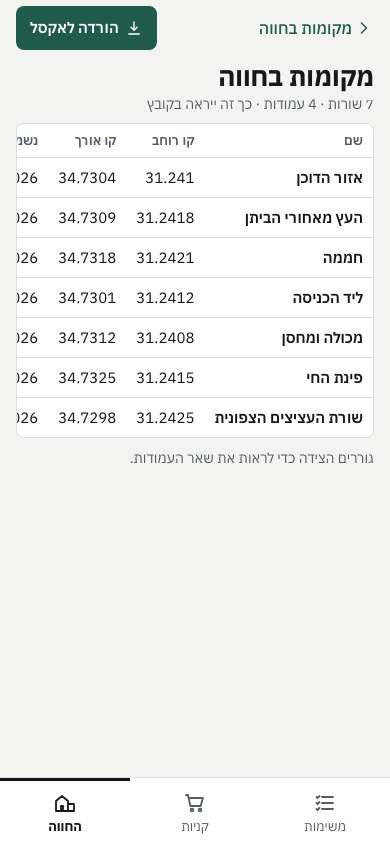 מקומות בחווה
הורדה לאקסל
מקומות בחווה
7 שורות · 4 עמודות · כך זה ייראה בקובץ
שם קו רוחב קו אורך
אזור הדוכן 31.241 34.7304
העץ מאחורי הביתן 31.2418 34.7309
חממה 31.2421 34.7318
ליד הכניסה 31.2412 34.7301
מכולה ומחסן 31.2408 34.7312
פינת החי 31.2415 34.7325
שורת העציצים הצפונית 31.2425 34.7298
גוררים הצידה כדי לראות את שאר העמודות.
משימות
קניות
החווה